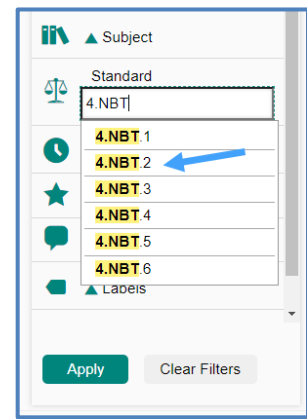 ▲ Subject
Standard
4.NBT
4.NBT.1
4.NBT.2
4.NBT.3
4.NBT.4
4.NBT.5
4.NBT.6
▲ Labels
Apply Clear Filters